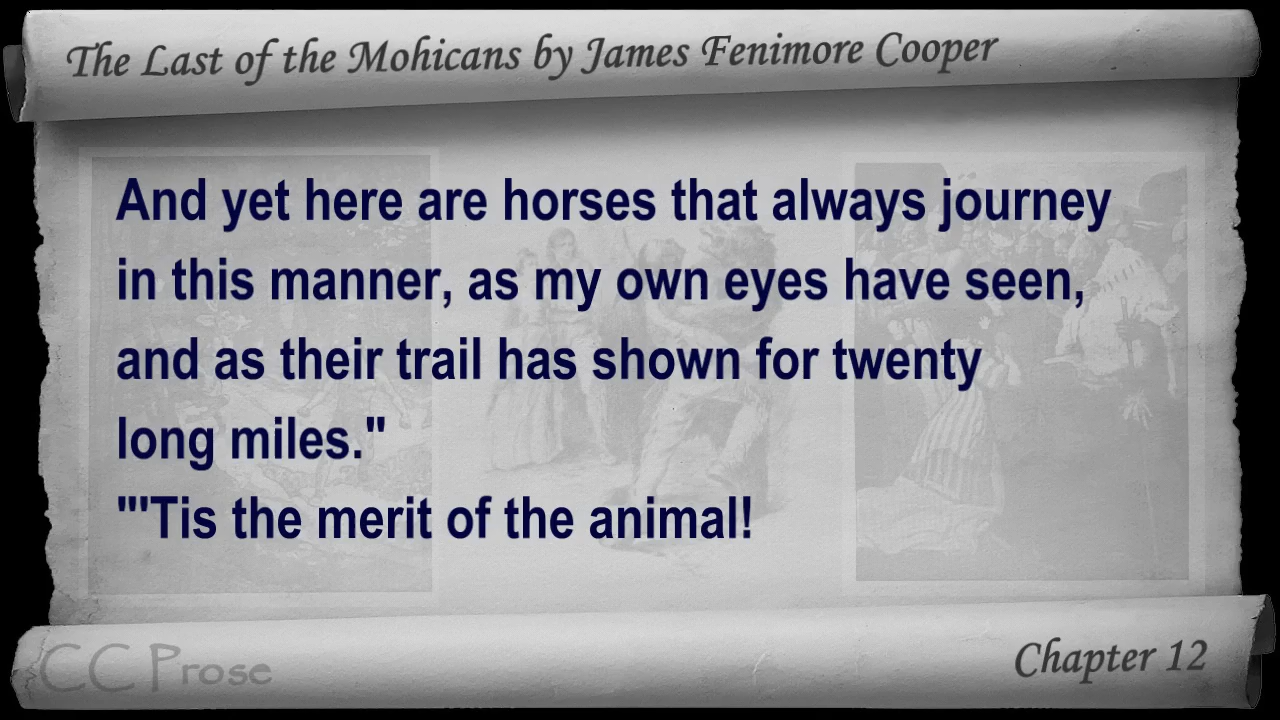 The Last of the Mohicans by James Fenimore Cooper
And yet here are horses that always journey
in this manner, as my own eyes have seen,
and as their trail has shown for twenty
long miles."
"'Tis the merit of the animal!
CC Prose
Chapter 12